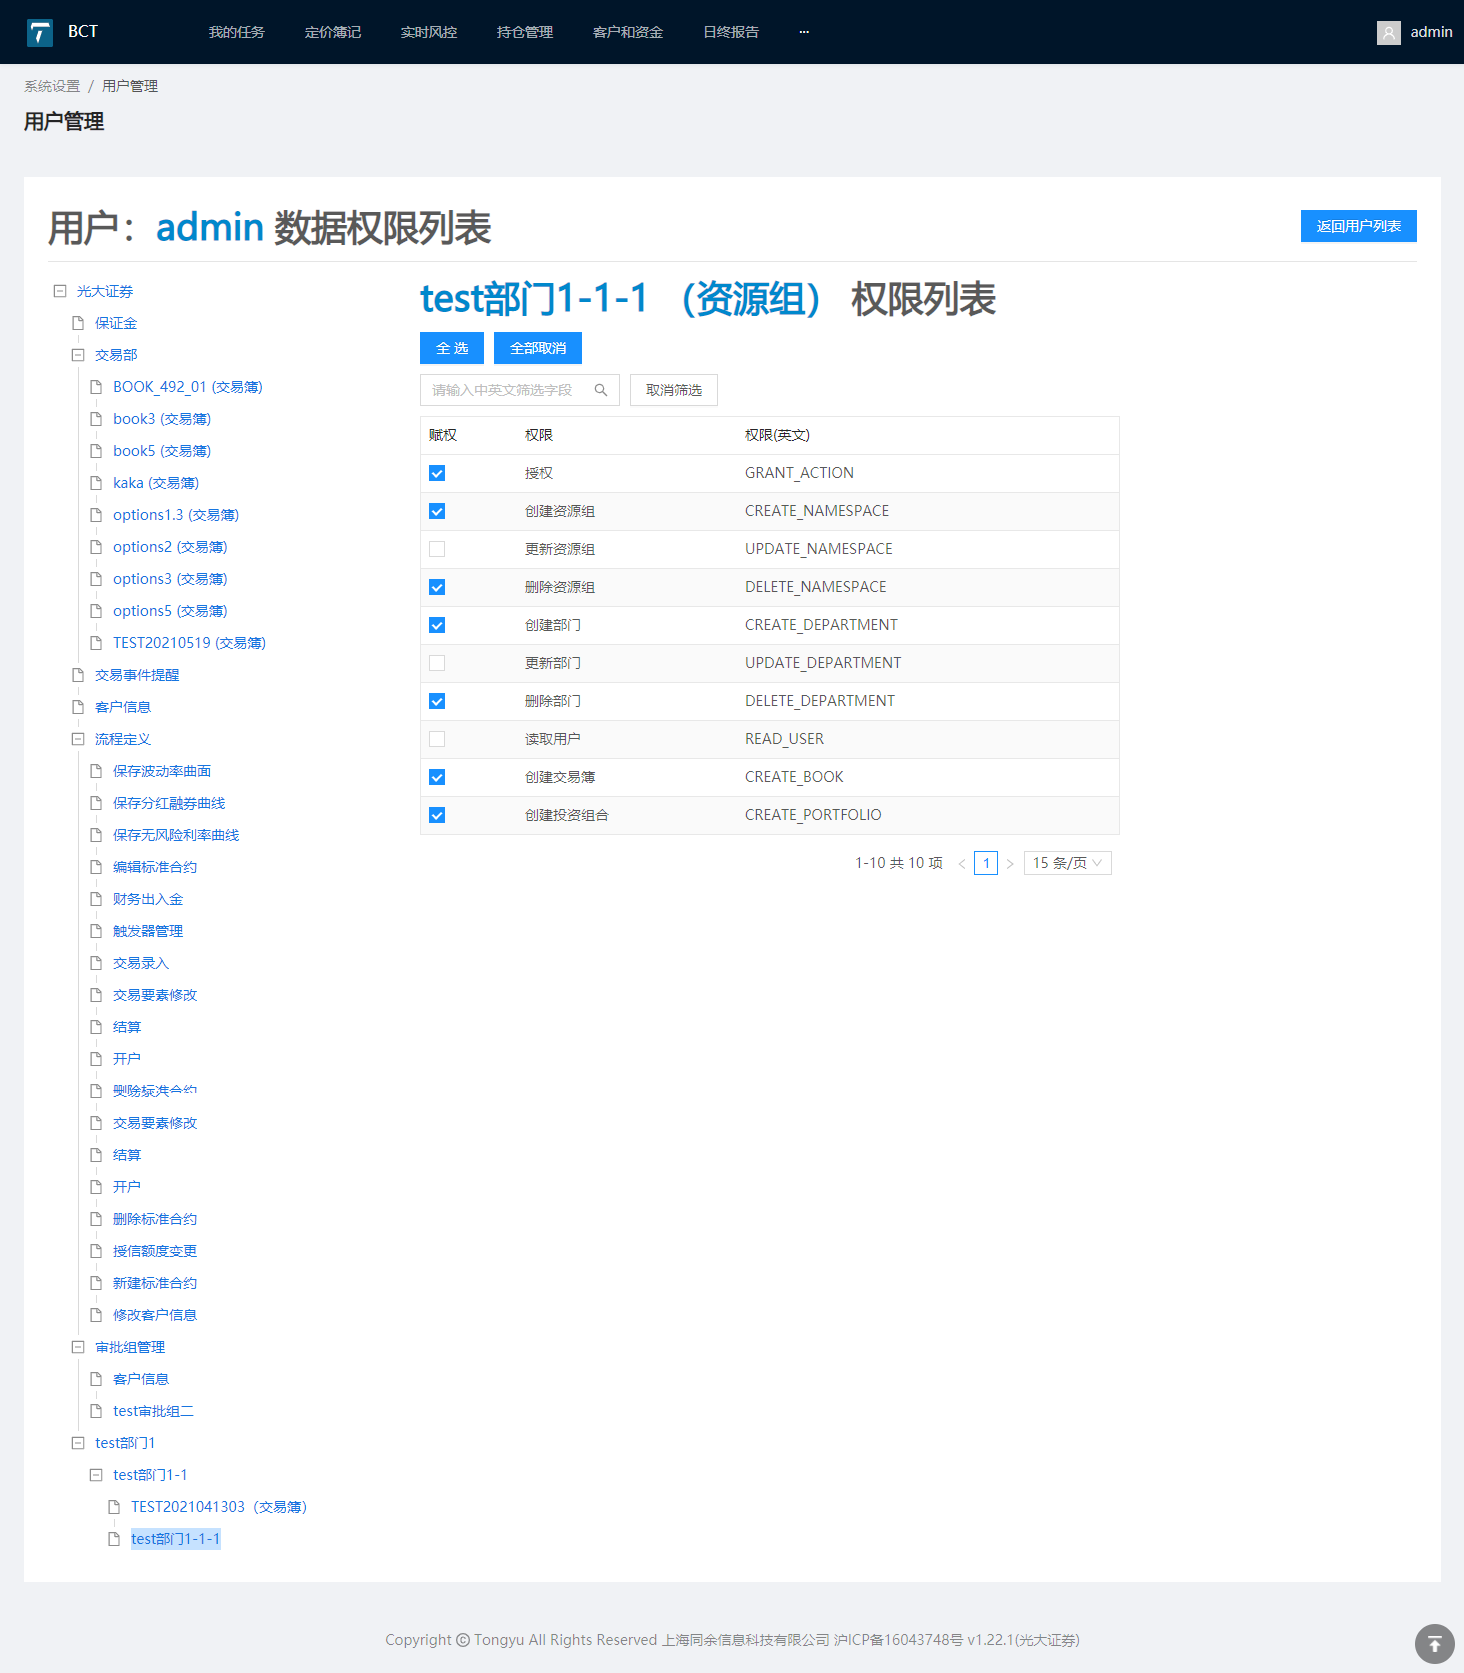 BCT 我的任务 定价簿记 实时风控 持仓管理 客户和资金 日终报告 ··· admin
系统设置 / 用户管理
用户管理
用户：admin 数据权限列表
返回用户列表
光大证券
保证金
交易部
BOOK_492_01 (交易簿)
book3 (交易簿)
book5 (交易簿)
kaka (交易簿)
options1.3 (交易簿)
options2 (交易簿)
options3 (交易簿)
options5 (交易簿)
TEST20210519 (交易簿)
交易事件提醒
客户信息
流程定义
保存波动率曲面
保存分红融券曲线
保存无风险利率曲线
编辑标准合约
财务出入金
触发器管理
交易录入
交易要素修改
结算
开户
删除标准合约
交易要素修改
结算
开户
删除标准合约
授信额度变更
新建标准合约
修改客户信息
审批组管理
客户信息
test审批组二
test部门1
test部门1-1
TEST2021041303（交易簿）
test部门1-1-1
test部门1-1-1 （资源组） 权限列表
全 选 全部取消
请输入中英文筛选字段 取消筛选
赋权 权限 权限(英文)
授权 GRANT_ACTION
创建资源组 CREATE_NAMESPACE
更新资源组 UPDATE_NAMESPACE
删除资源组 DELETE_NAMESPACE
创建部门 CREATE_DEPARTMENT
更新部门 UPDATE_DEPARTMENT
删除部门 DELETE_DEPARTMENT
读取用户 READ_USER
创建交易簿 CREATE_BOOK
创建投资组合 CREATE_PORTFOLIO
1-10 共 10 项 < 1 > 15 条/页
Copyright © Tongyu All Rights Reserved 上海同余信息科技有限公司 沪ICP备16043748号 v1.22.1(光大证券)